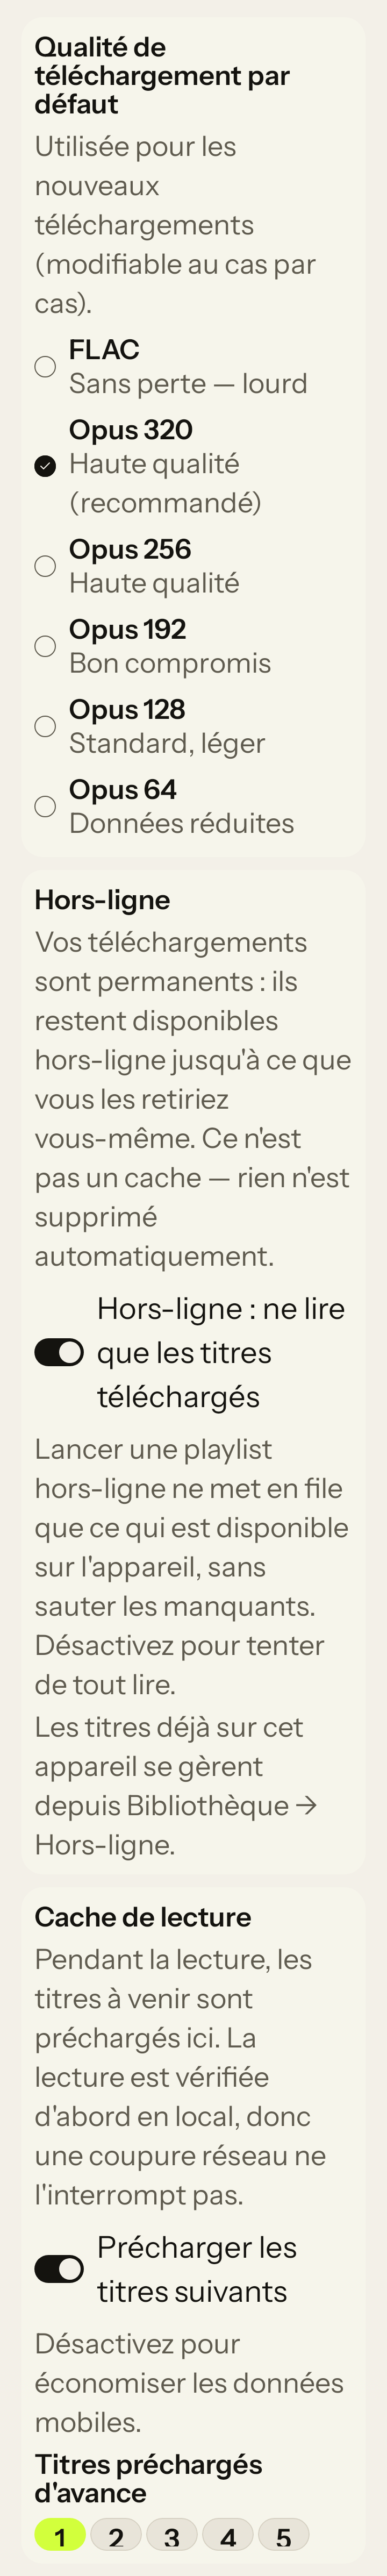 Qualité de
téléchargement par
défaut
Utilisée pour les
nouveaux
téléchargements
(modifiable au cas par
cas).
FLAC
Sans perte — lourd
Opus 320
Haute qualité
(recommandé)
Opus 256
Haute qualité
Opus 192
Bon compromis
Opus 128
Standard, léger
Opus 64
Données réduites
Hors-ligne
Vos téléchargements
sont permanents : ils
restent disponibles
hors-ligne jusqu'à ce que
vous les retiriez
vous-même. Ce n'est
pas un cache — rien n'est
supprimé
automatiquement.
Hors-ligne : ne lire
que les titres
téléchargés
Lancer une playlist
hors-ligne ne met en file
que ce qui est disponible
sur l'appareil, sans
sauter les manquants.
Désactivez pour tenter
de tout lire.
Les titres déjà sur cet
appareil se gèrent
depuis Bibliothèque →
Hors-ligne.
Cache de lecture
Pendant la lecture, les
titres à venir sont
préchargés ici. La
lecture est vérifiée
d'abord en local, donc
une coupure réseau ne
l'interrompt pas.
Précharger les
titres suivants
Désactivez pour
économiser les données
mobiles.
Titres préchargés
d'avance
1 2 3 4 5